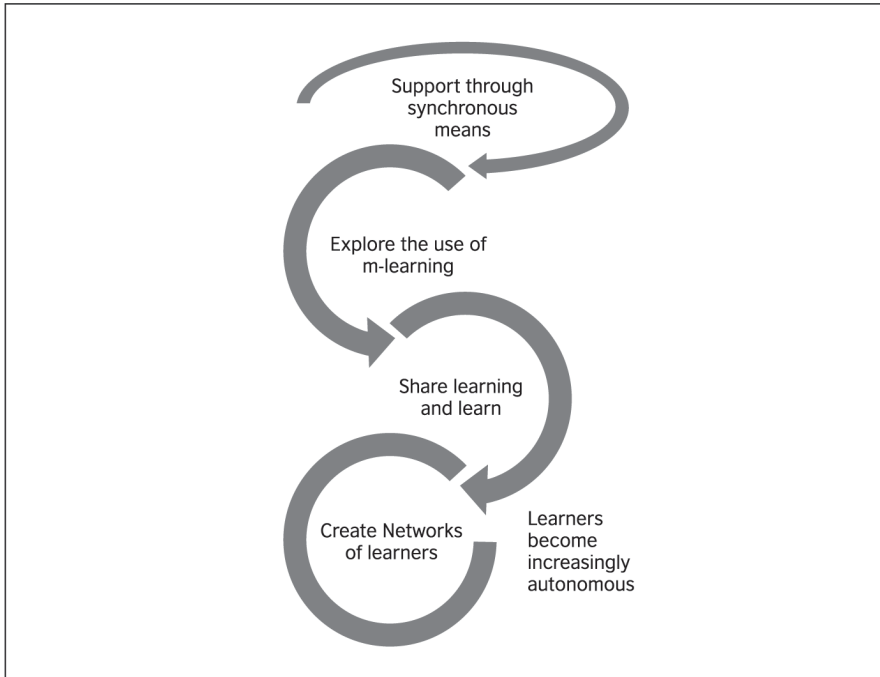 Support through
synchronous
means
Explore the use of
m-learning
Share learning
and learn
Create Networks
of learners
Learners
become
increasingly
autonomous